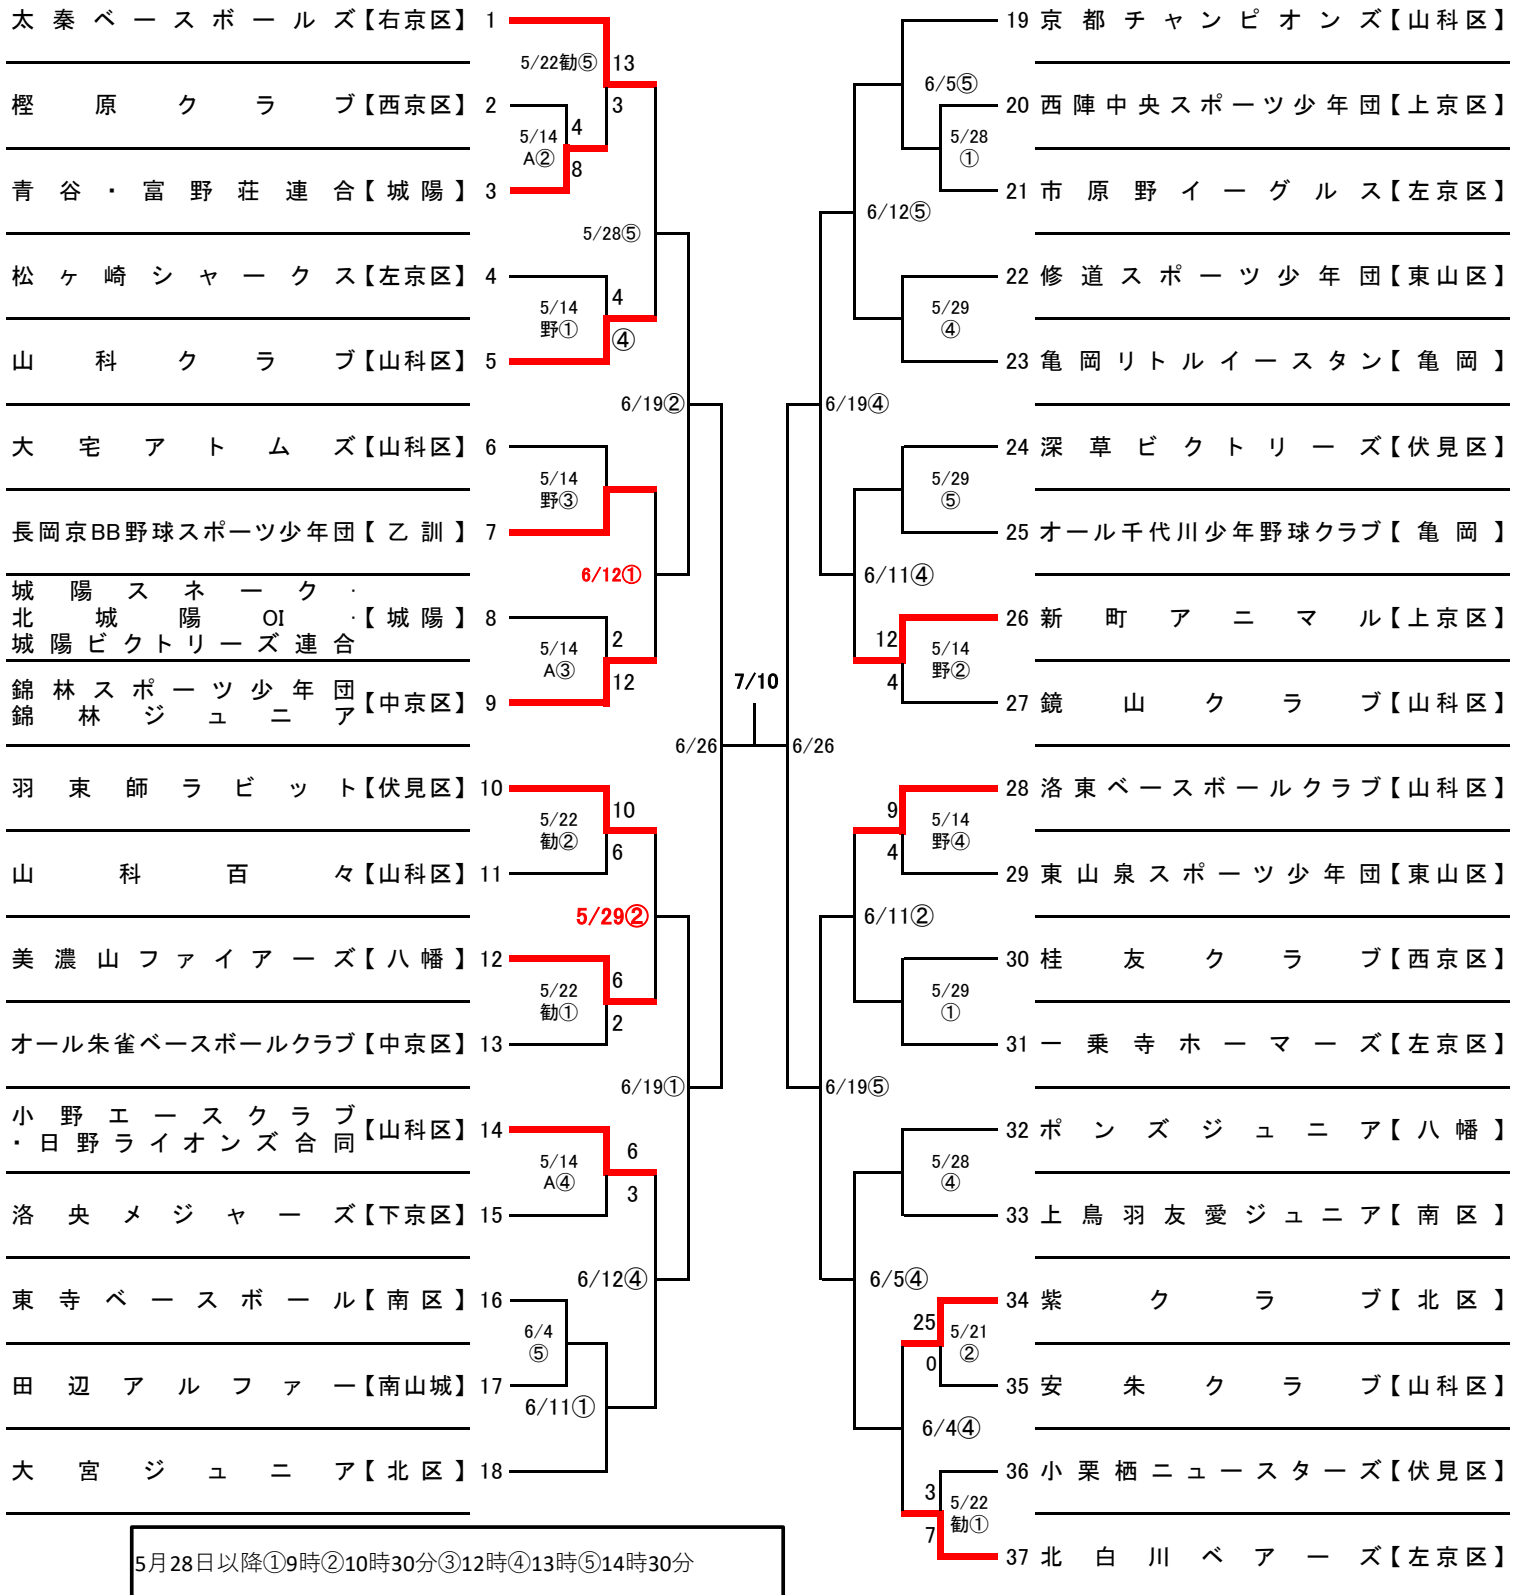 太秦ベースボールズ【右京区】 1
5/22勧⑤ 13
3
樫原クラブ【西京区】 2
5/14
A②
4
8
青谷・富野荘連合【城陽】 3
5/28⑤
松ヶ崎シャークス【左京区】 4
5/14
野①
4
④
山科クラブ【山科区】 5
6/19②
大宅アトムズ【山科区】 6
5/14
野③
長岡京BB野球スポーツ少年団【乙訓】 7
6/12①
城陽スネーク・
北城陽OI・
城陽ビクトリーズ連合
【城陽】 8
5/14
A③
2
12
錦林スポーツ少年団
錦林ジュニア
【中京区】 9
6/26
羽束師ラビット【伏見区】 10
5/22
勧②
10
6
山科百々【山科区】 11
5/29②
美濃山ファイアーズ【八幡】 12
5/22
勧①
6
2
オール朱雀ベースボールクラブ【中京区】 13
6/19①
小野エースクラブ
・日野ライオンズ合同
【山科区】 14
5/14
A④
6
3
洛央メジャーズ【下京区】 15
6/12④
東寺ベースボール【南区】 16
6/4
⑤
田辺アルファー【南山城】 17
6/11①
大宮ジュニア【北区】 18
7/10
19 京都チャンピオンズ【山科区】
6/5⑤
20 西陣中央スポーツ少年団【上京区】
5/28
①
21 市原野イーグルス【左京区】
6/12⑤
22 修道スポーツ少年団【東山区】
5/29
④
23 亀岡リトルイースタン【亀岡】
6/19④
24 深草ビクトリーズ【伏見区】
5/29
⑤
25 オール千代川少年野球クラブ【亀岡】
6/11④
26 新町アニマル【上京区】
12
4
5/14
野②
27 鏡山クラブ【山科区】
6/26
28 洛東ベースボールクラブ【山科区】
9
4
5/14
野④
29 東山泉スポーツ少年団【東山区】
6/11②
30 桂友クラブ【西京区】
5/29
①
31 一乗寺ホーマーズ【左京区】
6/19⑤
32 ポンズジュニア【八幡】
5/28
④
33 上鳥羽友愛ジュニア【南区】
6/5④
34 紫クラブ【北区】
25
0
5/21
②
35 安朱クラブ【山科区】
6/4④
36 小栗栖ニュースターズ【伏見区】
3
7
5/22
勧①
37 北白川ベアーズ【左京区】
5月28日以降①9時②10時30分③12時④13時⑤14時30分